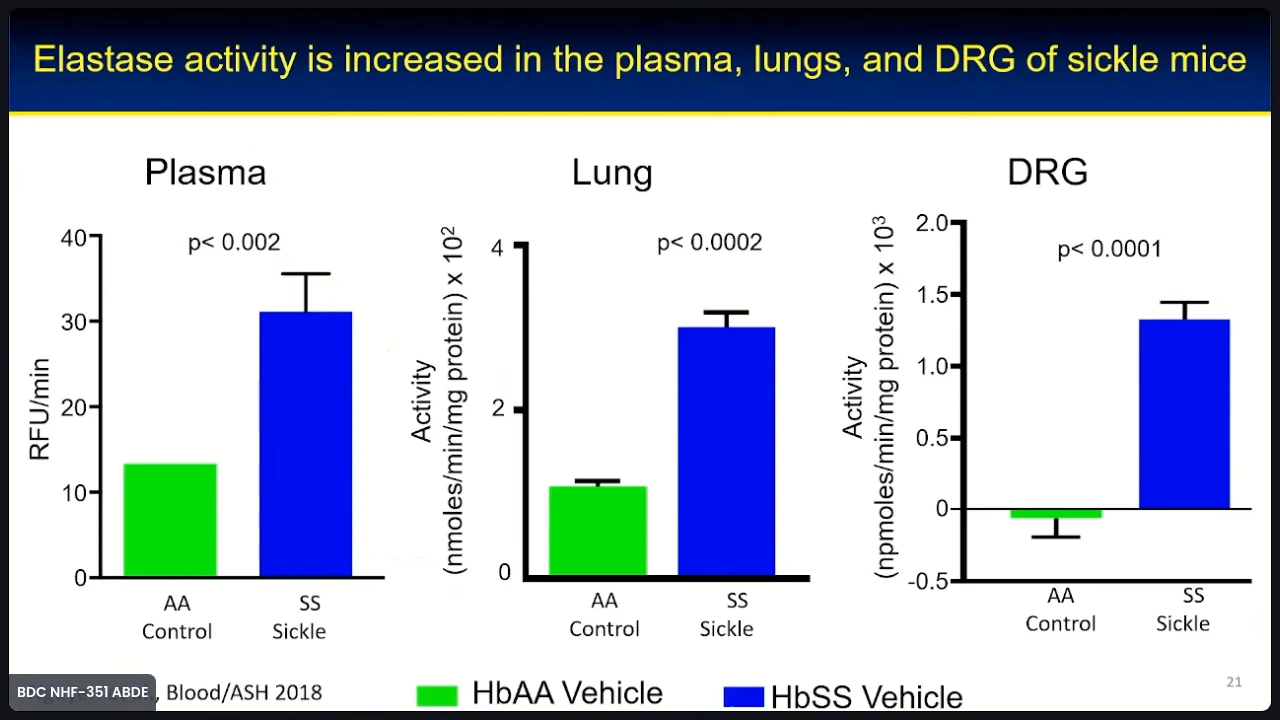 Elastase activity is increased in the plasma, lungs, and DRG of sickle mice
Plasma
RFU/min
40
30
20
10
0
p< 0.002
AA
Control
SS
Sickle
Lung
Activity
(nmoles/min/mg protein) x 10²
4
2
0
p< 0.0002
AA
Control
SS
Sickle
DRG
Activity
(npmoles/min/mg protein) x 10³
2.0
1.5
1.0
0.5
0
-0.5
p< 0.0001
AA
Control
SS
Sickle
BDC NHF-351 ABDE
, Blood/ASH 2018
HbAA Vehicle
HbSS Vehicle
21